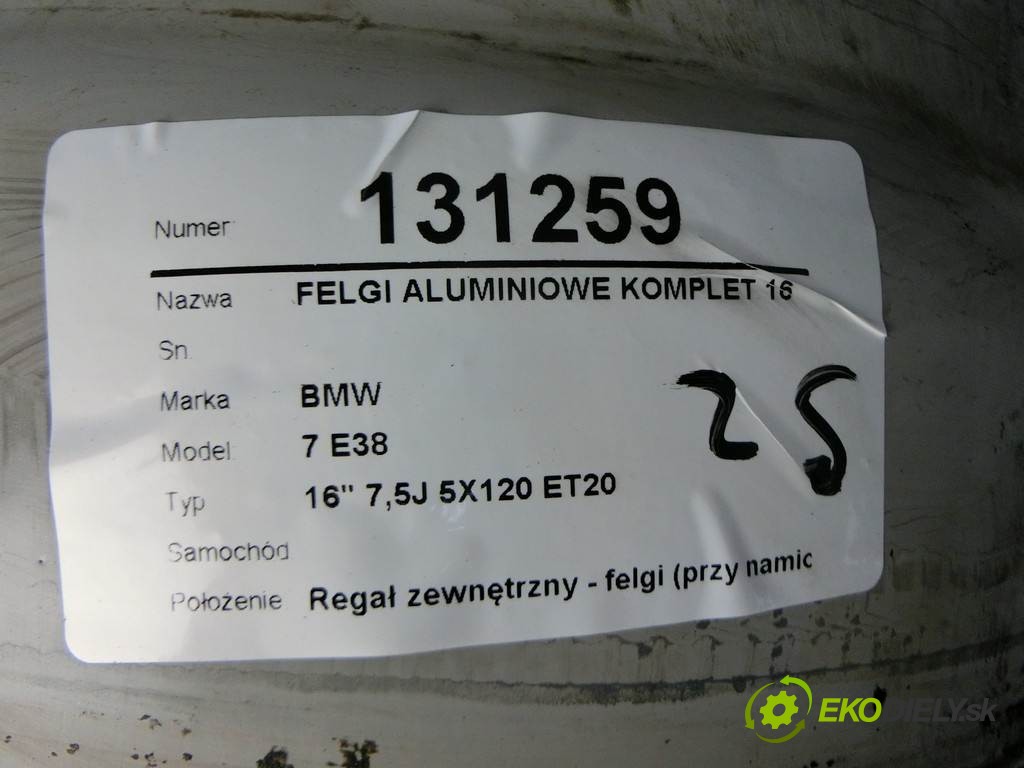 Numer 131259
Nazwa FELGI ALUMINIOWE KOMPLET 16
Sn.
Marka BMW
Model 7 E38
Typ 16" 7,5J 5X120 ET20
Samochód
Położenie Regał zewnętrzny - felgi (przy namic
25
EKODIELY.sk